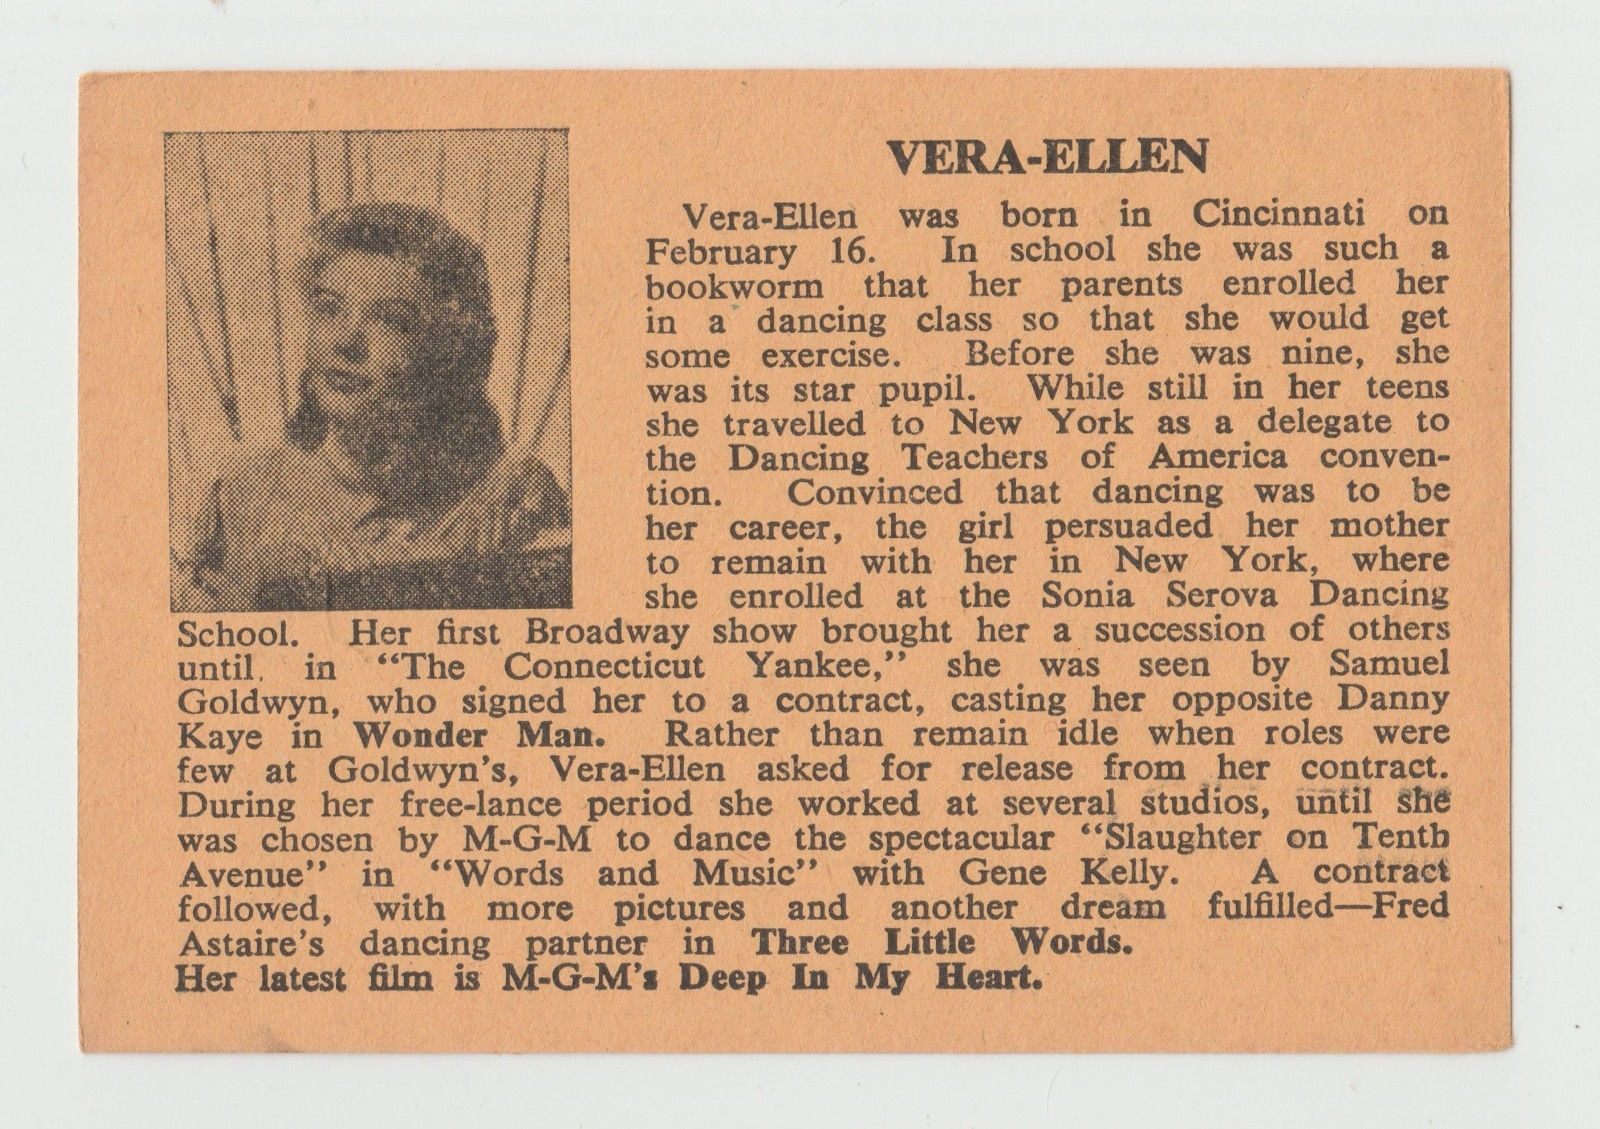 VERA-ELLEN
Vera-Ellen was born in Cincinnati on
February 16. In school she was such a
bookworm that her parents enrolled her
in a dancing class so that she would get
some exercise. Before she was nine, she
was its star pupil. While still in her teens
she travelled to New York as a delegate to
the Dancing Teachers of America conven-
tion. Convinced that dancing was to be
her career, the girl persuaded her mother
to remain with her in New York, where
she enrolled at the Sonia Serova Dancing
School. Her first Broadway show brought her a succession of others
until, in "The Connecticut Yankee," she was seen by Samuel
Goldwyn, who signed her to a contract, casting her opposite Danny
Kaye in Wonder Man. Rather than remain idle when roles were
few at Goldwyn's, Vera-Ellen asked for release from her contract.
During her free-lance period she worked at several studios, until she
was chosen by M-G-M to dance the spectacular "Slaughter on Tenth
Avenue" in "Words and Music" with Gene Kelly. A contract
followed, with more pictures and another dream fulfilled—Fred
Astaire's dancing partner in Three Little Words.
Her latest film is M-G-M's Deep In My Heart.